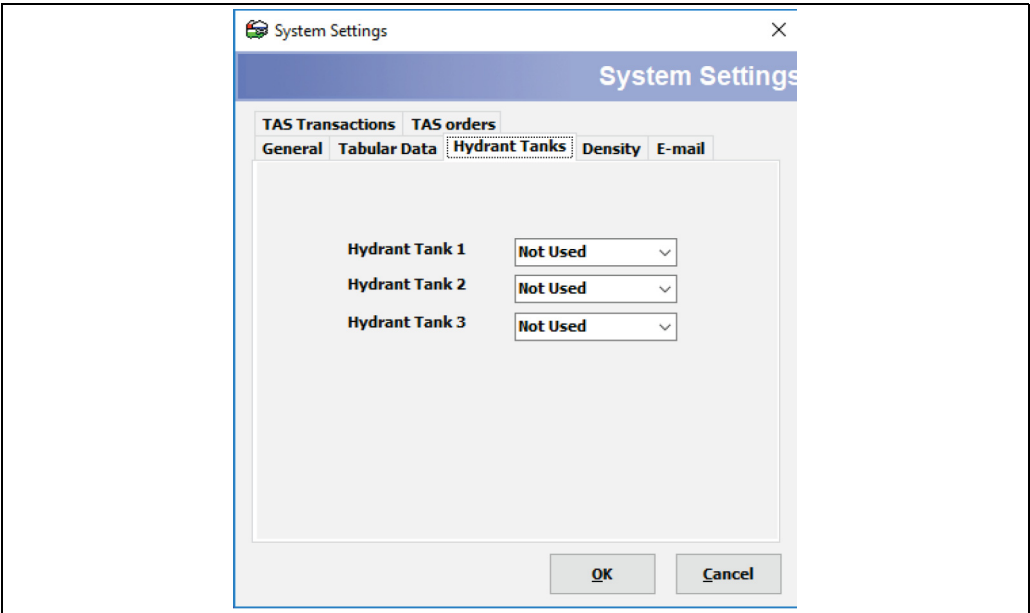 System Settings
System Settings
TAS Transactions TAS orders
General Tabular Data Hydrant Tanks Density E-mail
Hydrant Tank 1 Not Used
Hydrant Tank 2 Not Used
Hydrant Tank 3 Not Used
OK Cancel